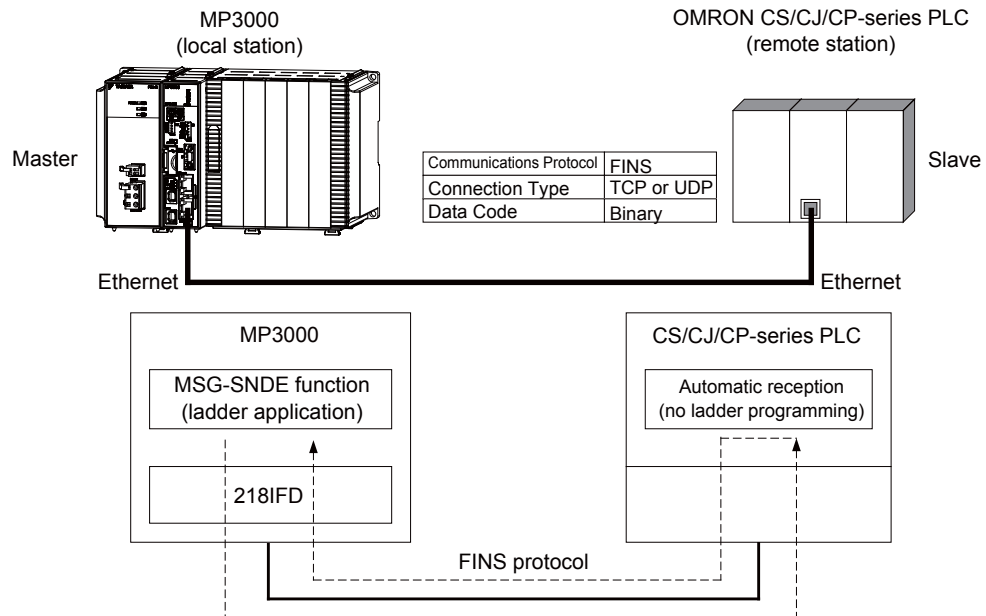 MP3000
(local station)
OMRON CS/CJ/CP-series PLC
(remote station)
Master
Communications Protocol FINS
Connection Type TCP or UDP
Data Code Binary
Slave
Ethernet
Ethernet
MP3000
CS/CJ/CP-series PLC
MSG-SNDE function
(ladder application)
Automatic reception
(no ladder programming)
218IFD
FINS protocol